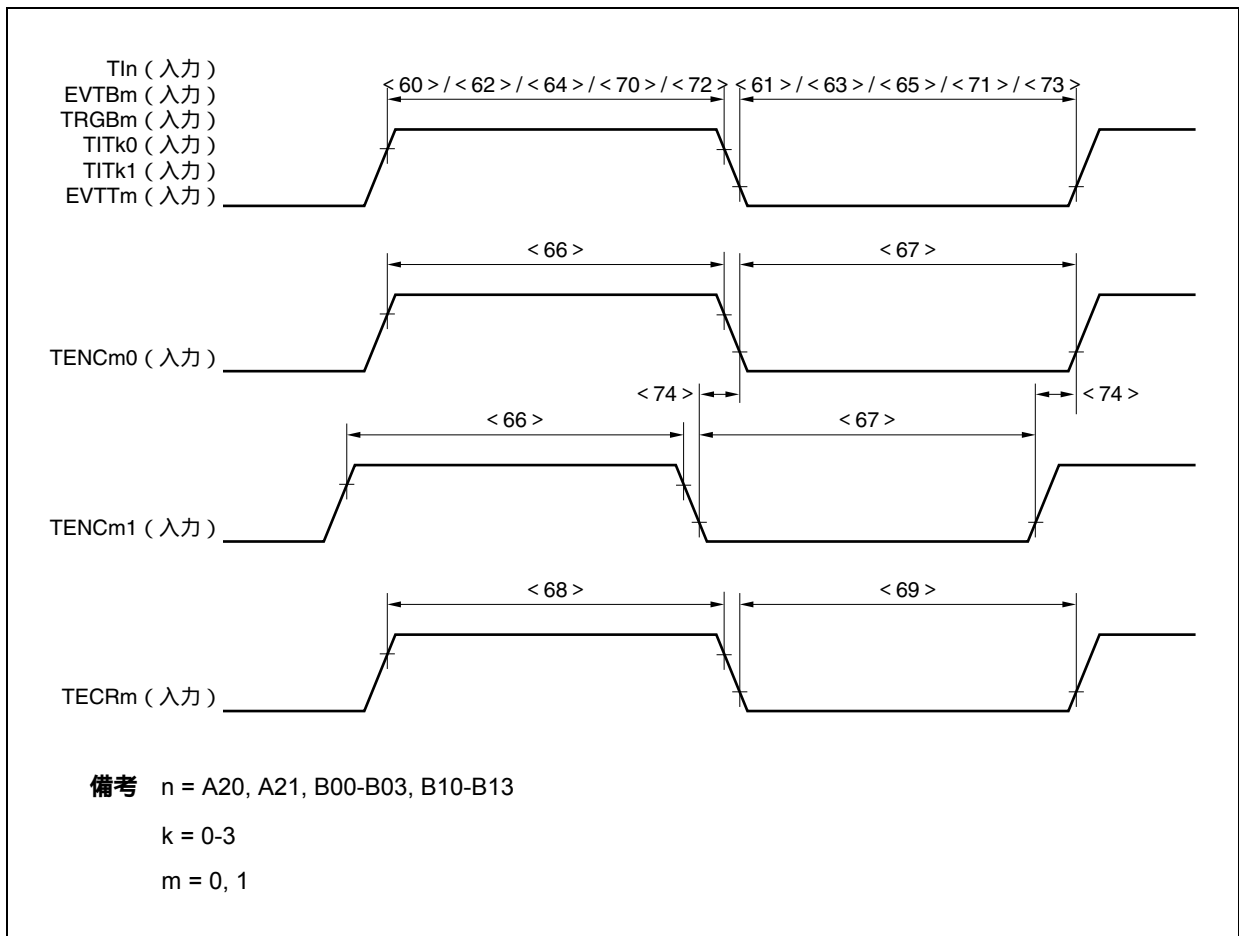 TIn（入力）
EVTBm（入力）
TRGBm（入力）
TITk0（入力）
TITk1（入力）
EVTTm（入力）
< 60 > / < 62 > / < 64 > / < 70 > / < 72 >
< 61 > / < 63 > / < 65 > / < 71 > / < 73 >
< 66 >
< 67 >
TENCm0（入力）
< 74 >
< 74 >
< 66 >
< 67 >
TENCm1（入力）
< 68 >
< 69 >
TECRm（入力）
備考 n = A20, A21, B00-B03, B10-B13
k = 0-3
m = 0, 1